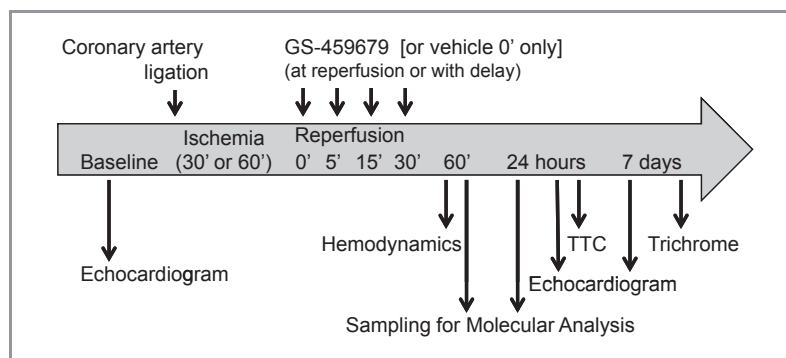 Coronary artery
ligation
GS-459679 [or vehicle 0’ only]
(at reperfusion or with delay)
Ischemia
Reperfusion
Baseline (30’ or 60’) 0’ 5’ 15’ 30’ 60’ 24 hours 7 days
Hemodynamics TTC Trichrome
Echocardiogram Echocardiogram
Sampling for Molecular Analysis